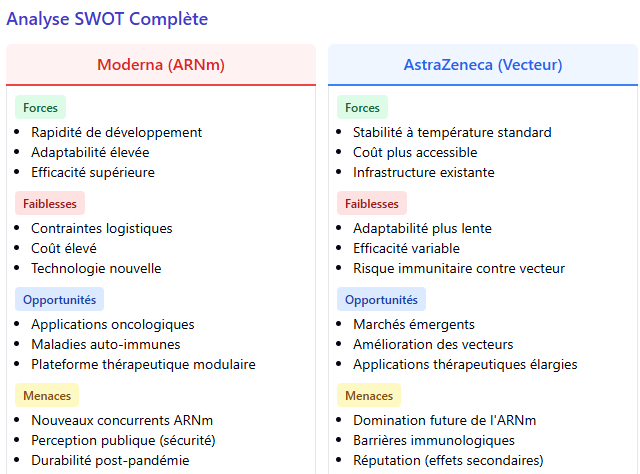 Analyse SWOT Complète
Moderna (ARNm)
Forces
Rapidité de développement
Adaptabilité élevée
Efficacité supérieure
Faiblesses
Contraintes logistiques
Coût élevé
Technologie nouvelle
Opportunités
Applications oncologiques
Maladies auto-immunes
Plateforme thérapeutique modulaire
Menaces
Nouveaux concurrents ARNm
Perception publique (sécurité)
Durabilité post-pandémie
AstraZeneca (Vecteur)
Forces
Stabilité à température standard
Coût plus accessible
Infrastructure existante
Faiblesses
Adaptabilité plus lente
Efficacité variable
Risque immunitaire contre vecteur
Opportunités
Marchés émergents
Amélioration des vecteurs
Applications thérapeutiques élargies
Menaces
Domination future de l'ARNm
Barrières immunologiques
Réputation (effets secondaires)